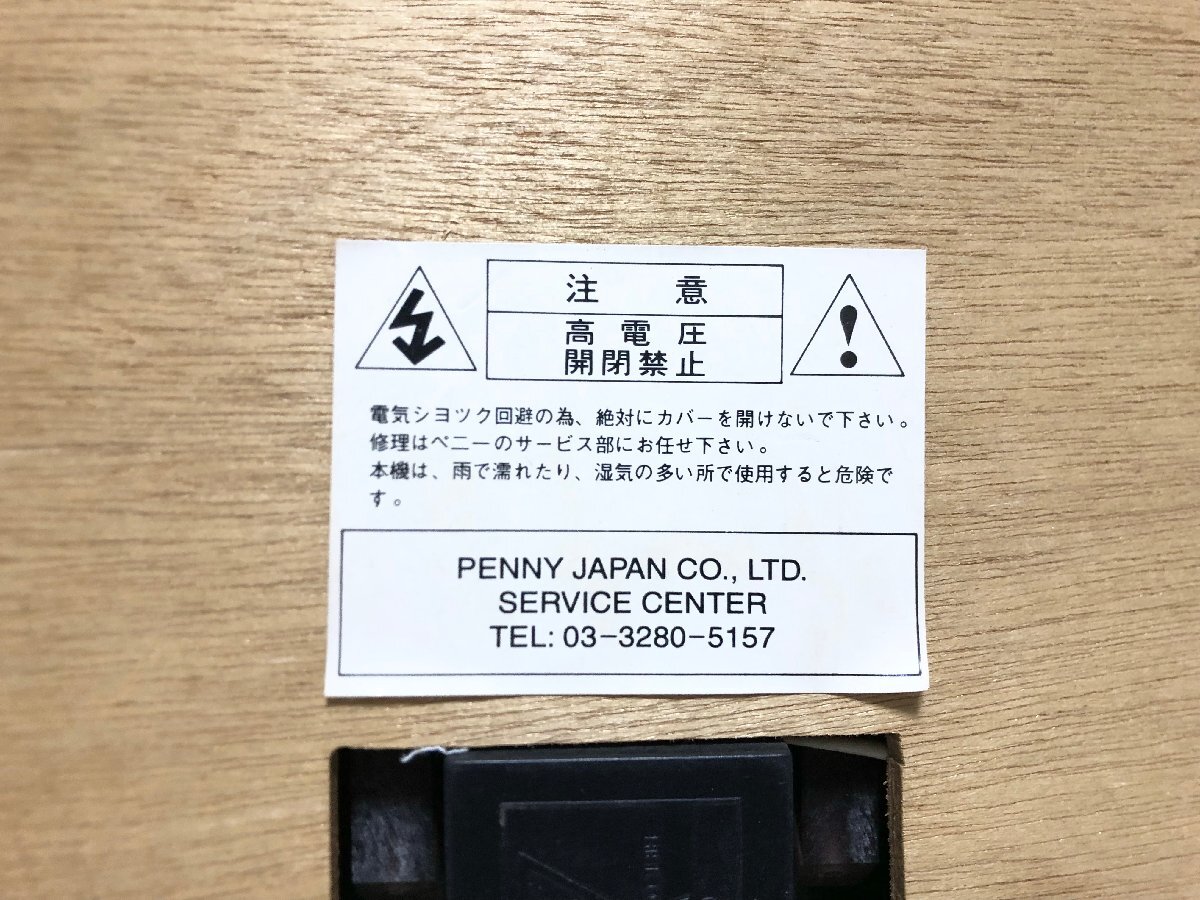 注意
高電圧
開閉禁止
電気シヨツク回避の為、絶対にカバーを開けないで下さい。
修理はペニーのサービス部にお任せ下さい。
本機は、雨で濡れたり、湿気の多い所で使用すると危険で
す。
PENNY JAPAN CO., LTD.
SERVICE CENTER
TEL: 03-3280-5157